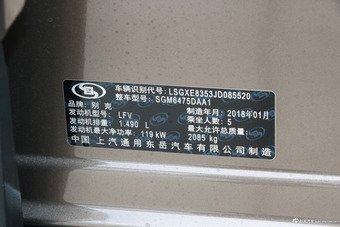 车辆识别代号: LSGXE8353JD085520
整车型号: SGM6475DAA1
品牌: 别克 制造年月: 2018年01月
发动机型号: LFV 乘坐人数: 5
发动机排量: 1.490 L 最大允许总质量:
发动机最大净功率: 119 kW 2085 kg
中国 上汽通用东岳汽车有限公司制造